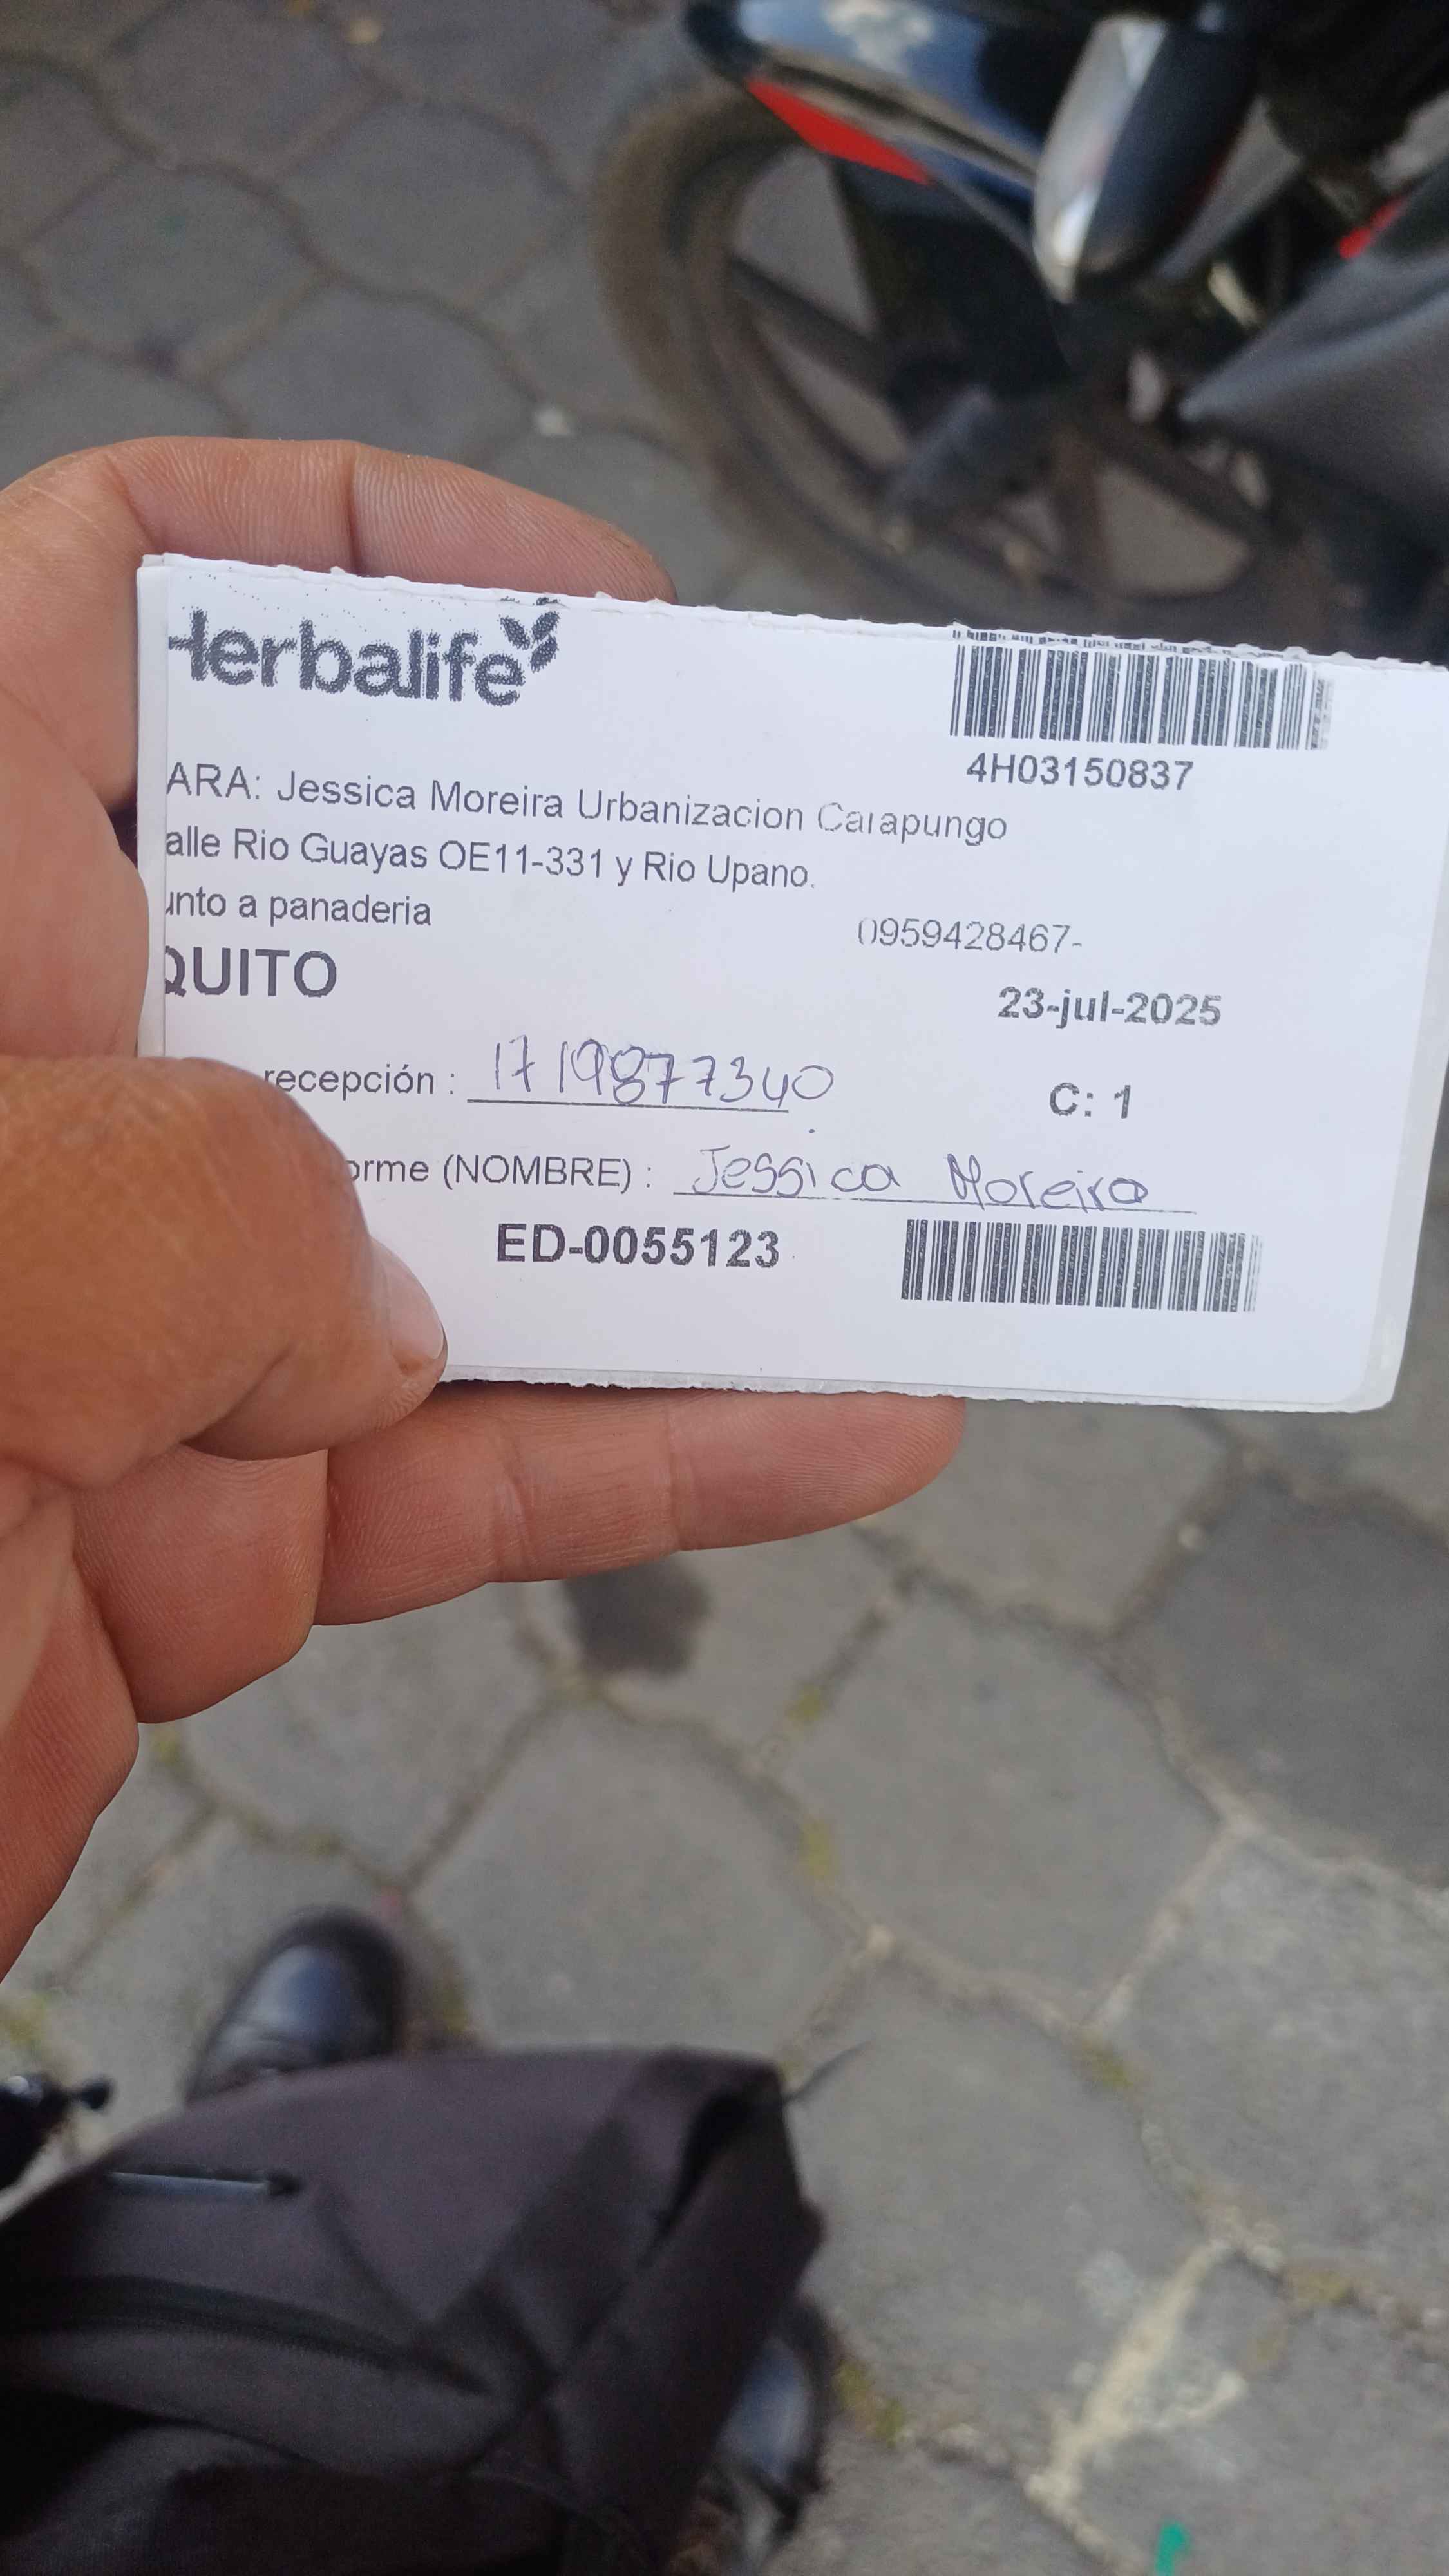 Herbalife
4H03150837
ARA: Jessica Moreira Urbanizacion Carapungo
alle Rio Guayas OE11-331 y Rio Upano.
unto a panaderia
0959428467-
QUITO
23-jul-2025
recepción : 1719877340
C: 1
orme (NOMBRE) : Jessica Moreira
ED-0055123